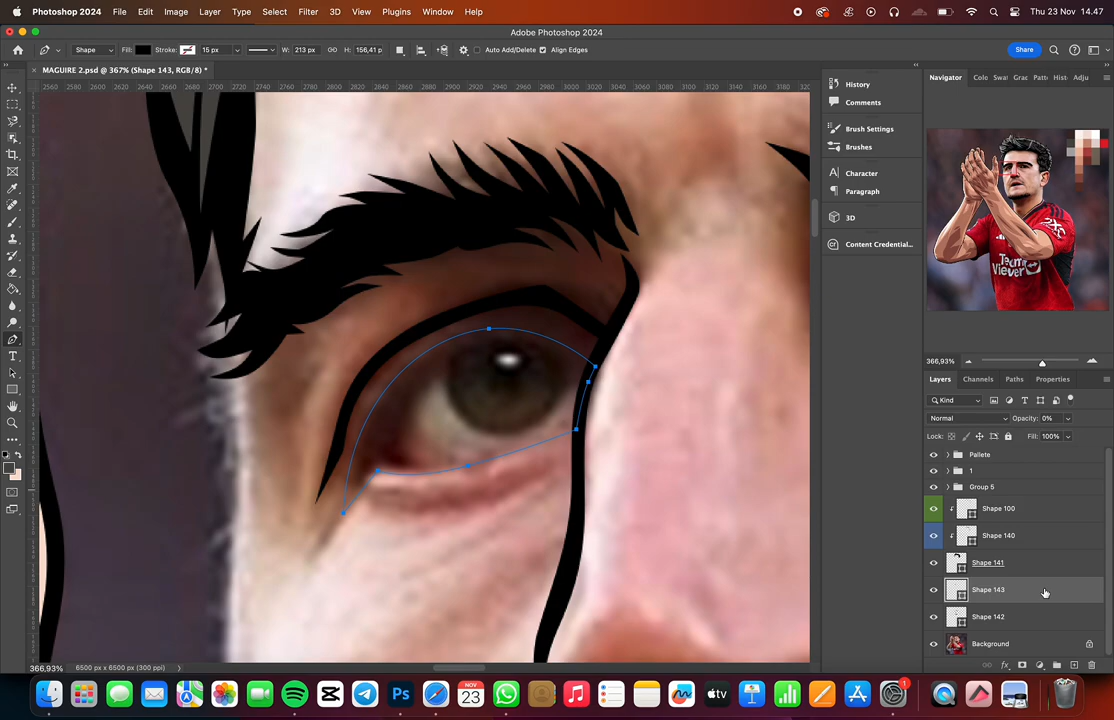 Photoshop 2024 File Edit Image Layer Type Select Filter 3D View Plugins Window Help Thu 23 Nov 14.47
Adobe Photoshop 2024
Shape Fill: Stroke: 15 px W: 213 px H: 156,41 p Auto Add/Delete Align Edges Share
MAGUIRE 2.psd @ 367% (Shape 143, RGB/8) *
Navigator Colo Swa Grac Patt Hist Adju
2560 2580 2600 2620 2640 2660 2680 2700 2720 2740 2760 2780 2800 2820 2840 2860 2880 2900 2920 2940 2960 2980 3000 3020 3040 3060 3080 3100 3120 3140 3160 3180 320
History
Comments
Brush Settings
Brushes
Character
Paragraph
3D
Content Credential...
Team
Viewer
366,93%
Layers Channels Paths Properties
Kind
Normal Opacity: 0%
Lock: Fill: 100%
Pallete
1
Group 5
Shape 100
Shape 140
Shape 141
Shape 143
Shape 142
Background
366,93% 6500 px x 6500 px (300 ppi)
NOV
23
tv
Ps
1